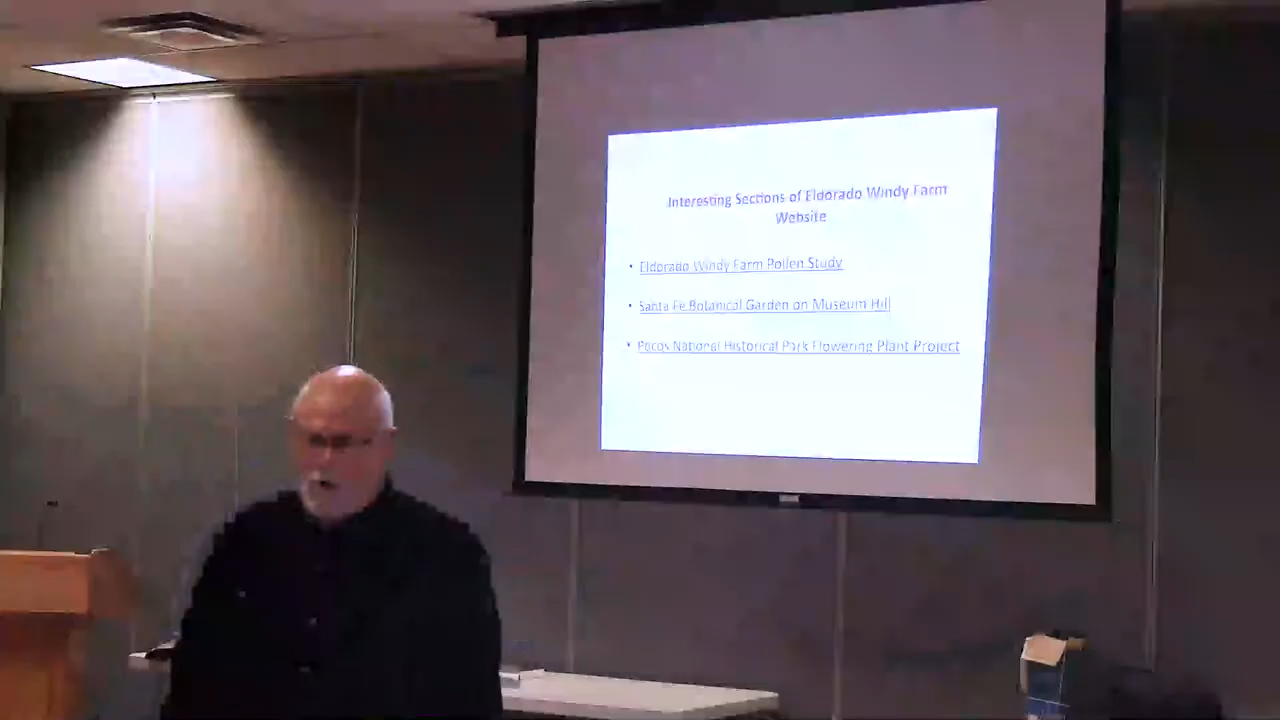 Interesting Sections of Eldorado Windy Farm
Website
• Eldorado Windy Farm Pollen Study
• Santa Fe Botanical Garden on Museum Hill
• Pecos National Historical Park Flowering Plant Project